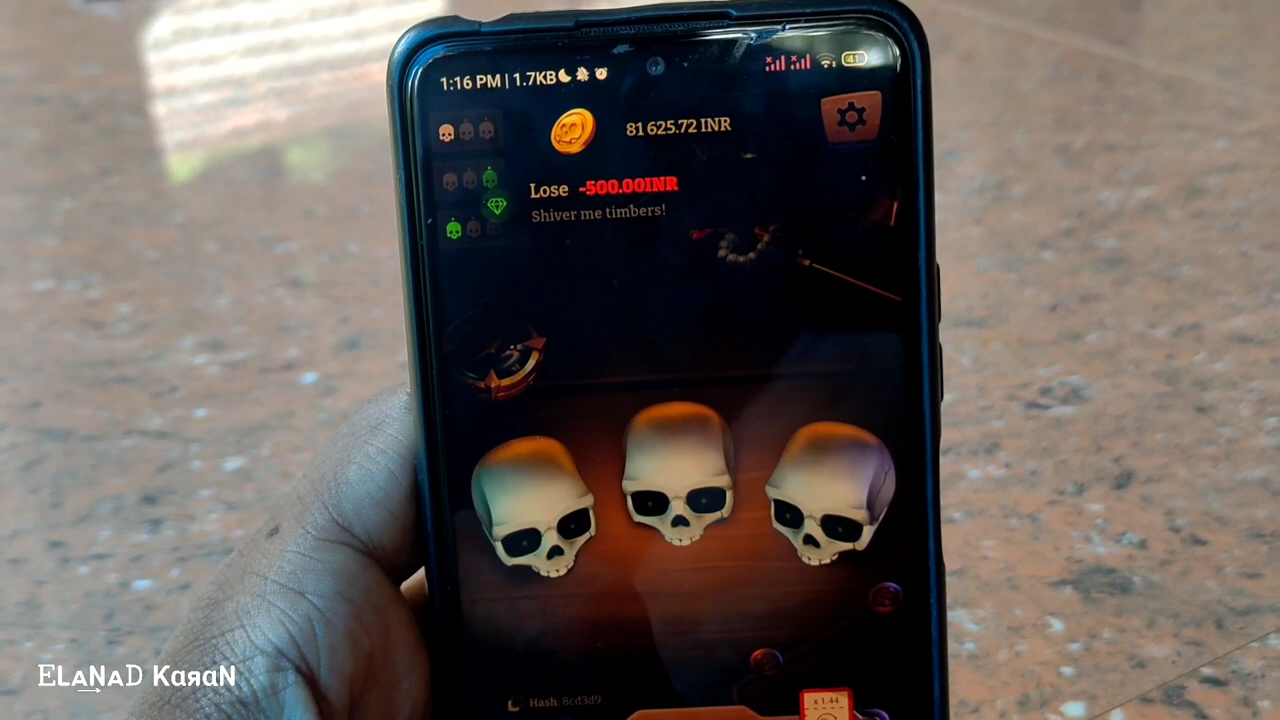 1:16 PM | 1.7KB
41
81 625.72 INR
Lose -500.00INR
Shiver me timbers!
Hash: 8cd3d9...
x 1.44
ELANAD KARAN